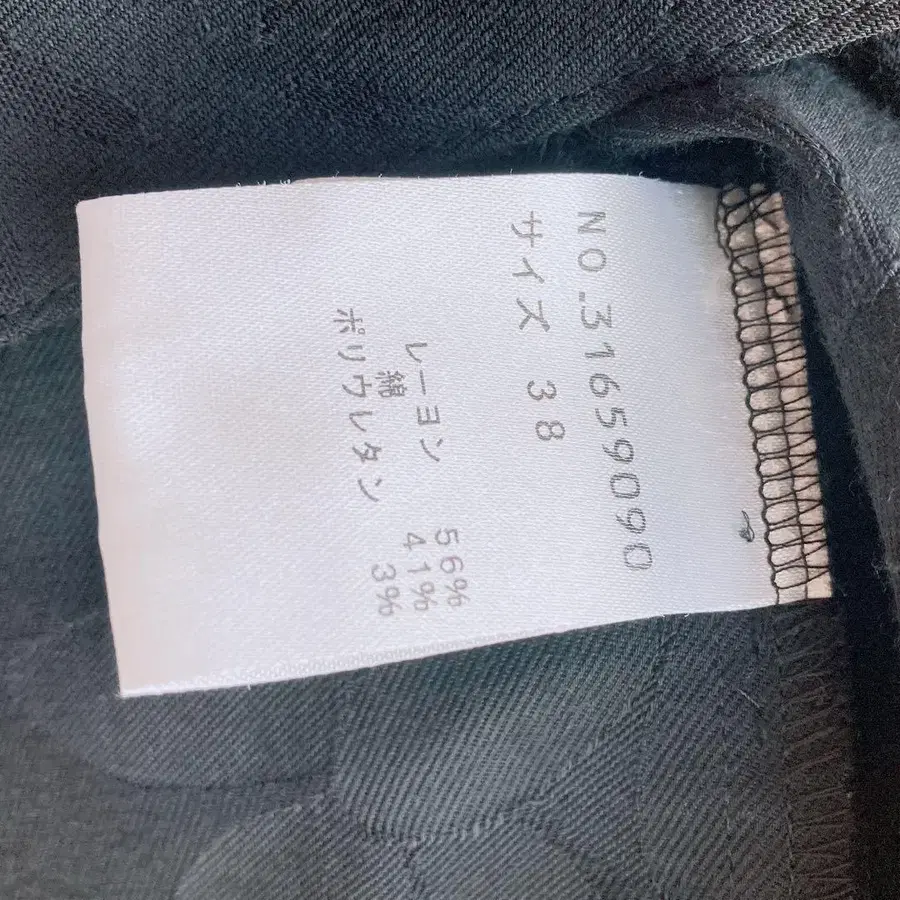 NO.31659090
サイズ 38
レーヨン 56%
綿 41%
ポリウレタン 3%